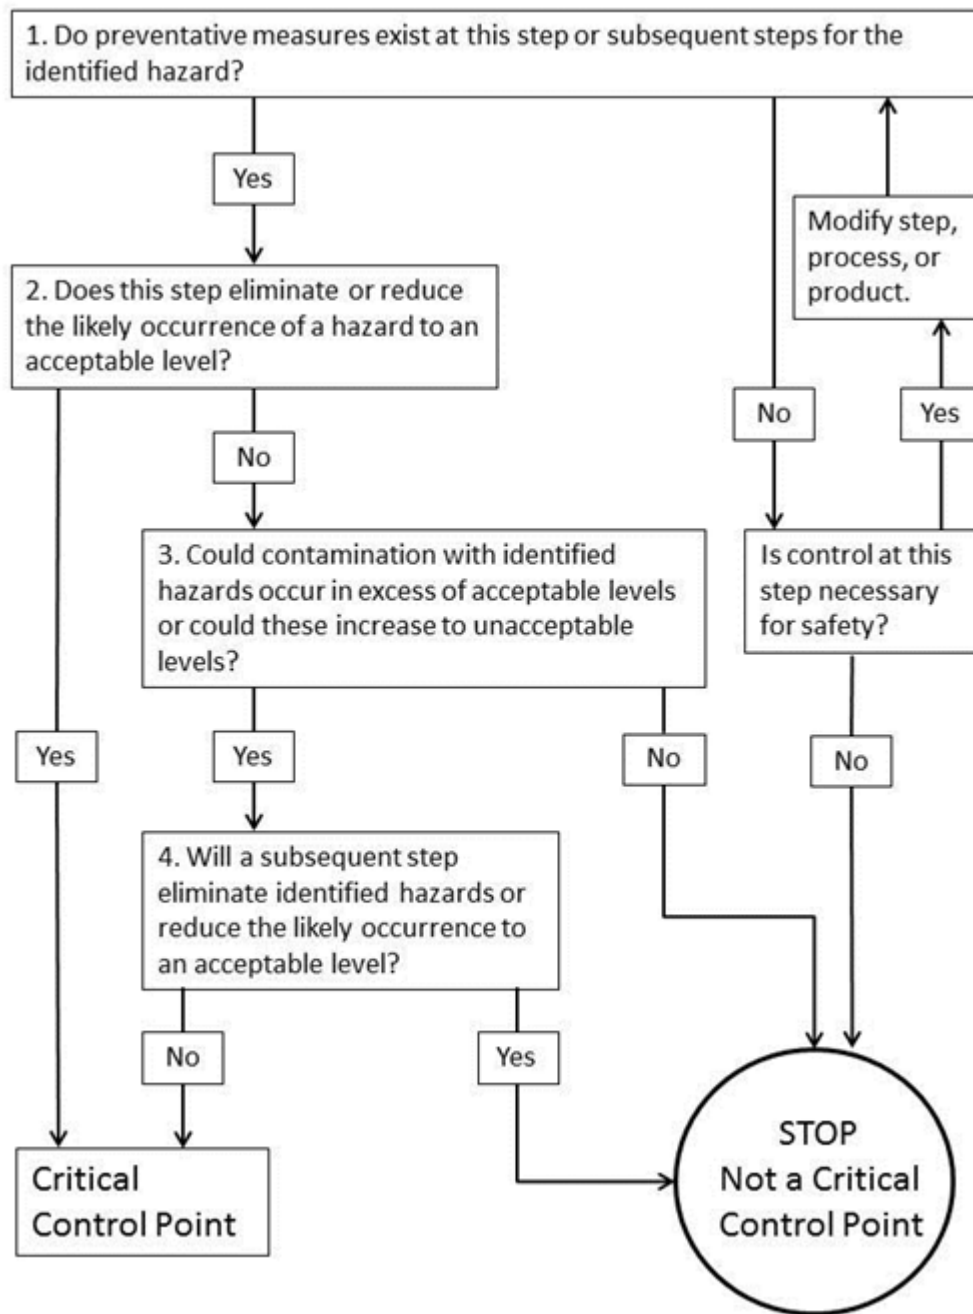 1. Do preventative measures exist at this step or subsequent steps for the
identified hazard?
Yes
Modify step,
process, or
product.
2. Does this step eliminate or reduce
the likely occurrence of a hazard to an
acceptable level?
No
Yes
No
3. Could contamination with identified
hazards occur in excess of acceptable levels
or could these increase to unacceptable
levels?
Is control at this
step necessary
for safety?
Yes
Yes
No
No
4. Will a subsequent step
eliminate identified hazards or
reduce the likely occurrence to
an acceptable level?
No
Yes
Critical
Control Point
STOP
Not a Critical
Control Point